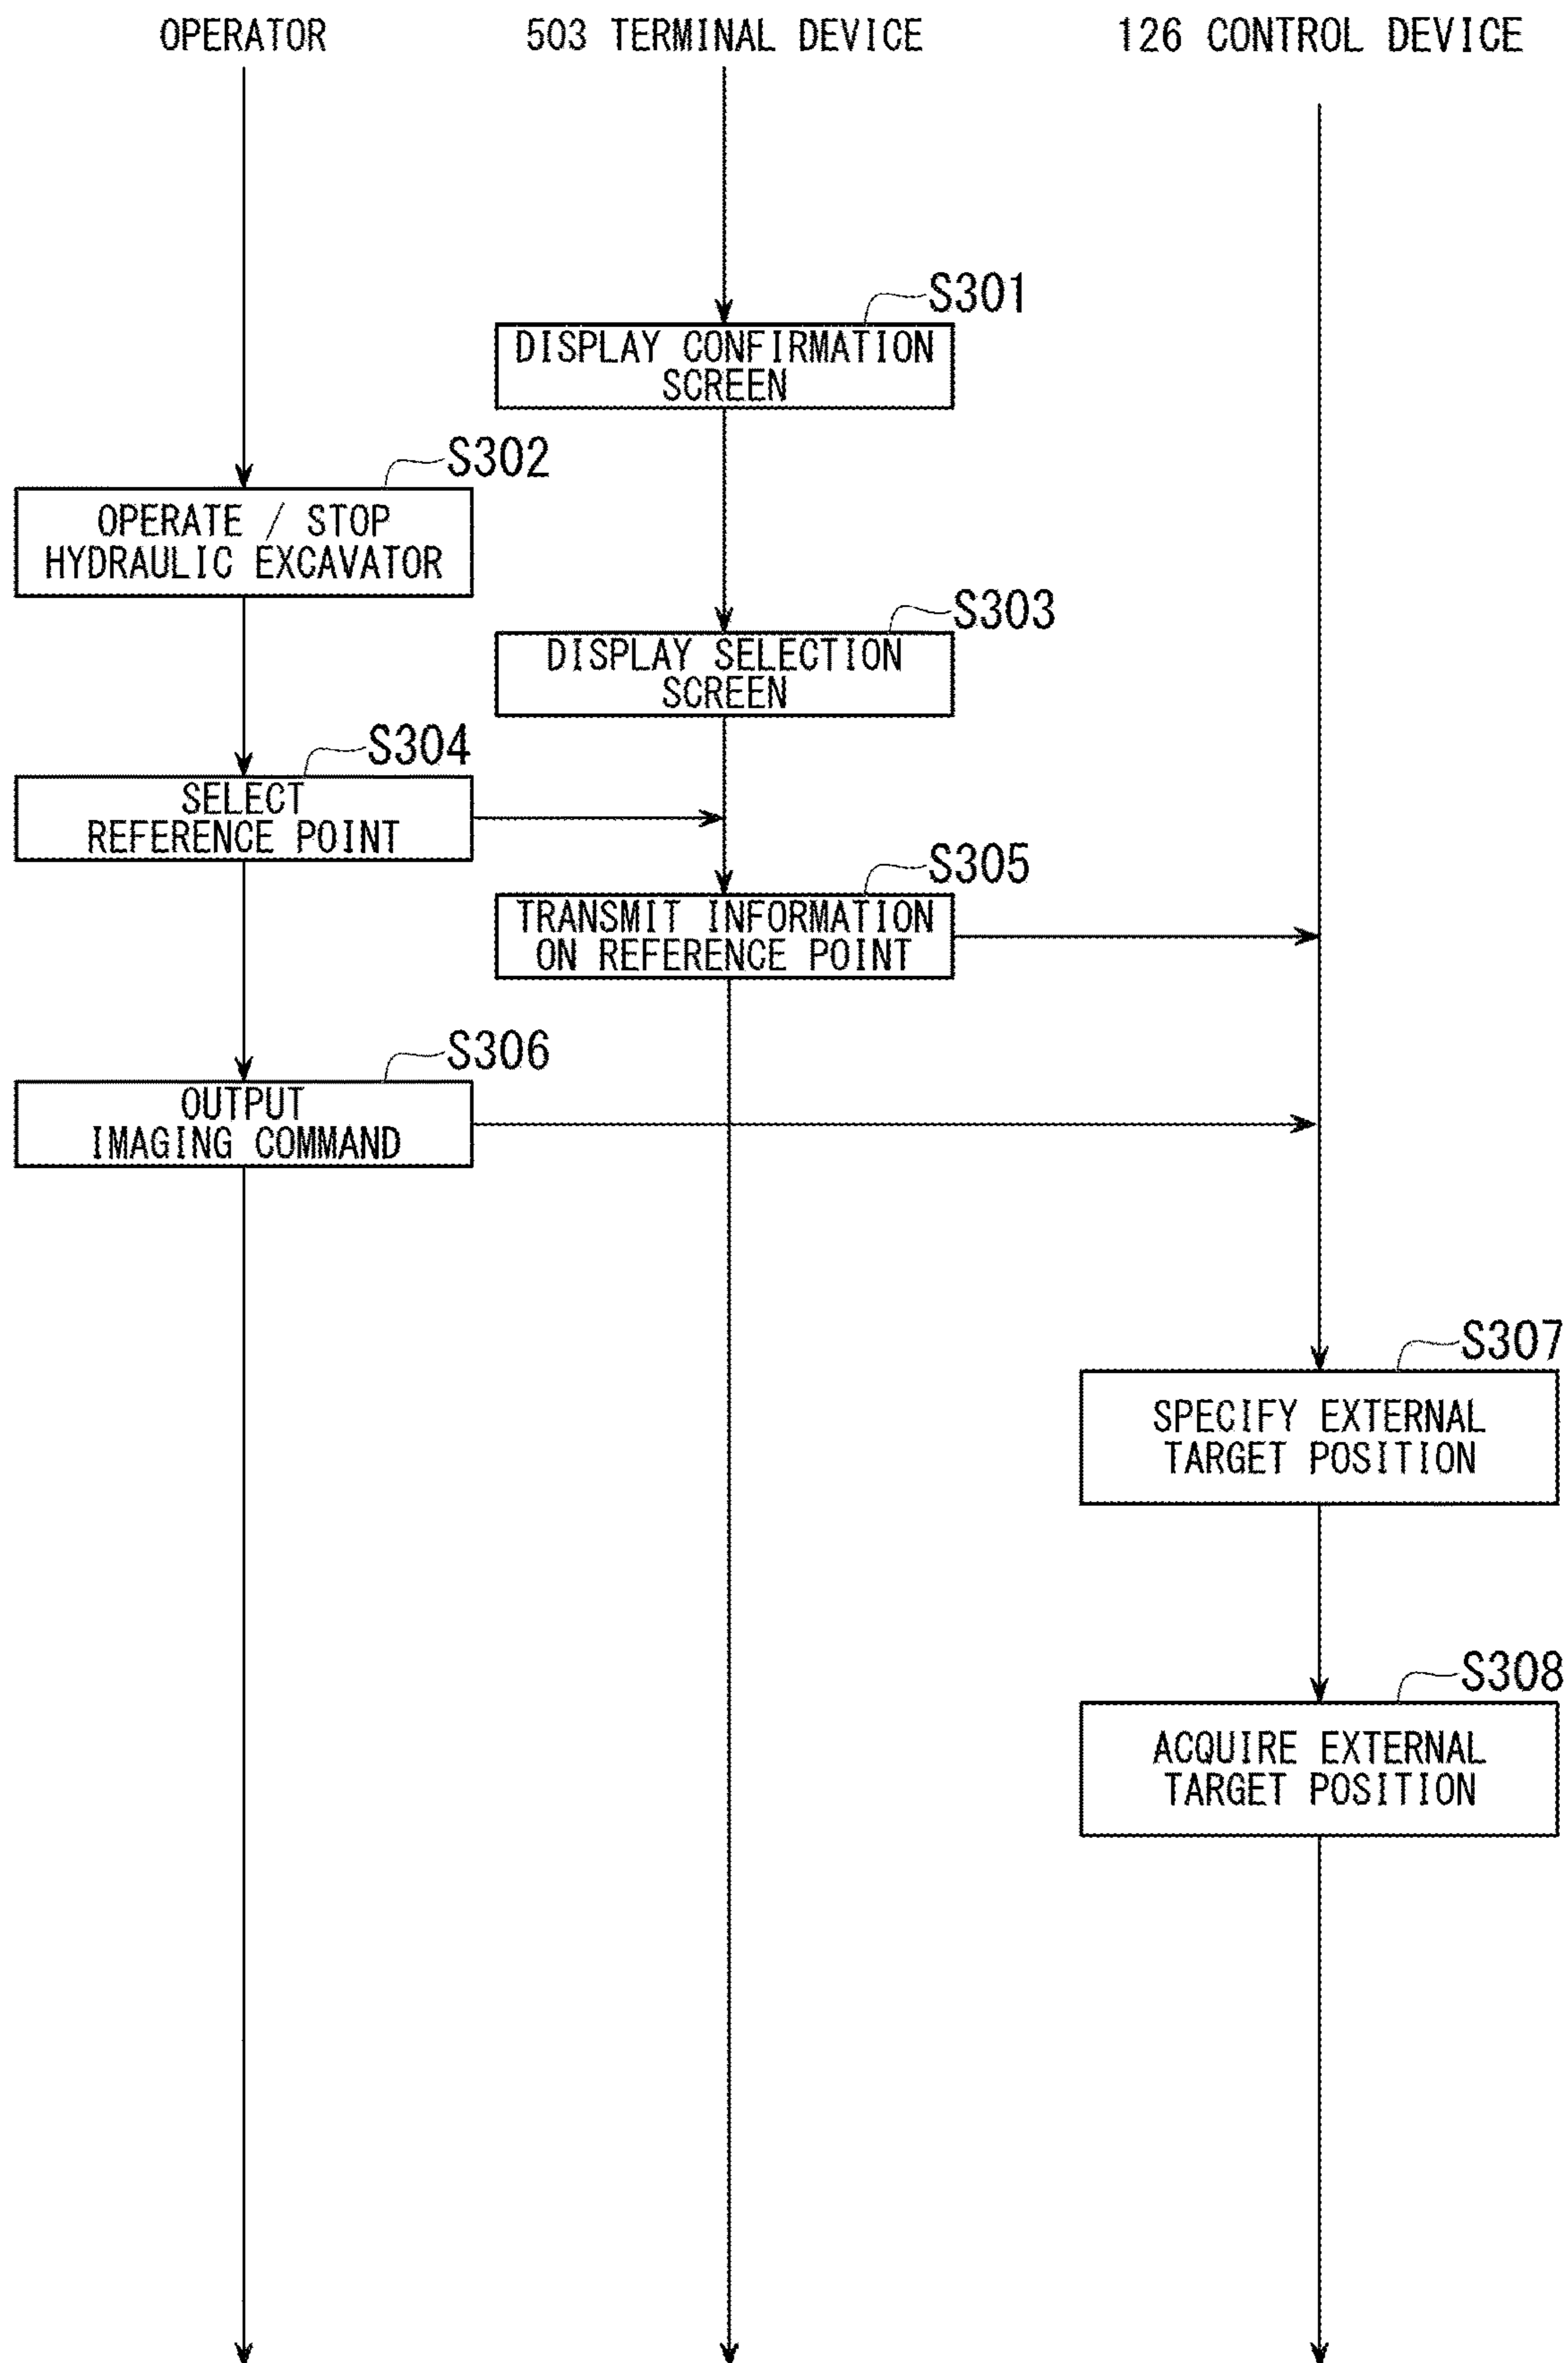 OPERATOR
503 TERMINAL DEVICE
126 CONTROL DEVICE
S301
DISPLAY CONFIRMATION
SCREEN
S302
OPERATE / STOP
HYDRAULIC EXCAVATOR
S303
DISPLAY SELECTION
SCREEN
S304
SELECT
REFERENCE POINT
S305
TRANSMIT INFORMATION
ON REFERENCE POINT
S306
OUTPUT
IMAGING COMMAND
S307
SPECIFY EXTERNAL
TARGET POSITION
S308
ACQUIRE EXTERNAL
TARGET POSITION